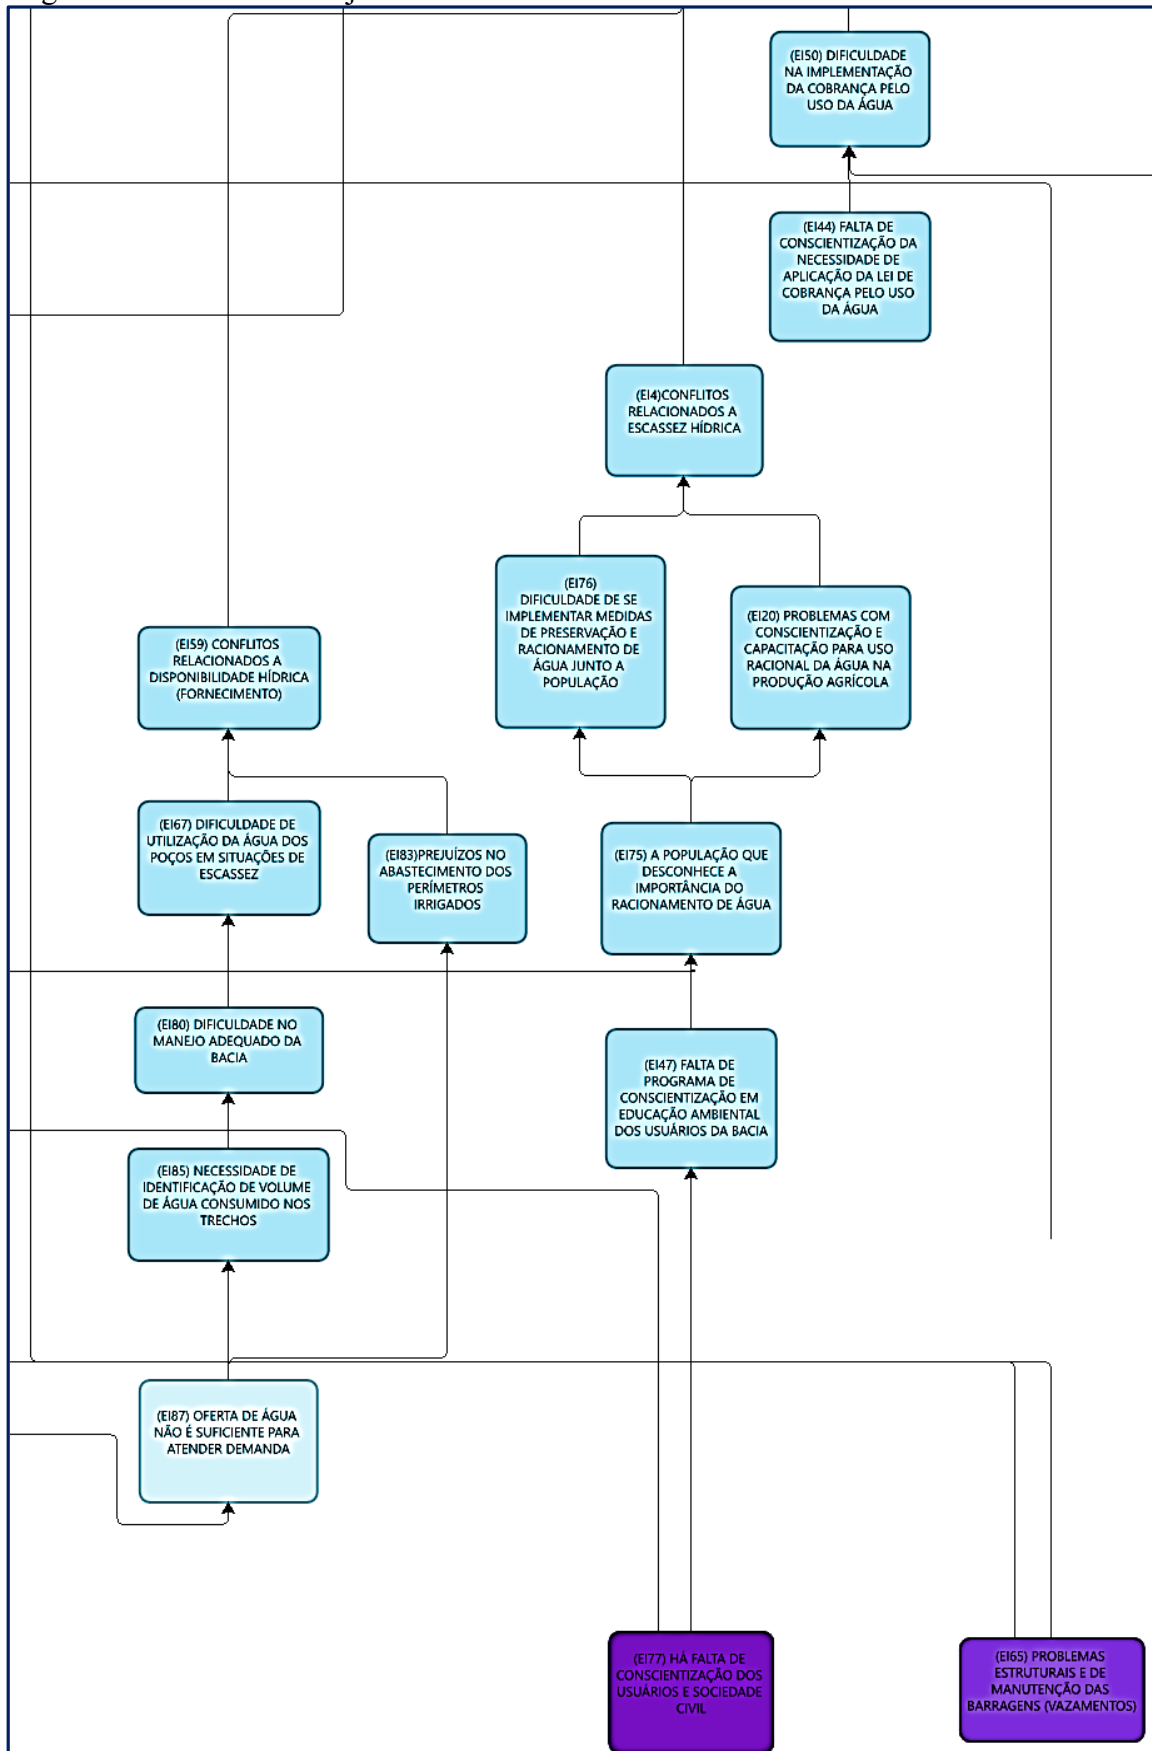 (EI50) DIFICULDADE
NA IMPLEMENTAÇÃO
DA COBRANÇA PELO
USO DA ÁGUA
(EI44) FALTA DE
CONSCIENTIZAÇÃO DA
NECESSIDADE DE
APLICAÇÃO DA LEI DE
COBRANÇA PELO USO
DA ÁGUA
(EI4)CONFLITOS
RELACIONADOS A
ESCASSEZ HÍDRICA
(EI76)
DIFICULDADE DE SE
IMPLEMENTAR MEDIDAS
DE PRESERVAÇÃO E
RACIONAMENTO DE
ÁGUA JUNTO A
POPULAÇÃO
(EI20) PROBLEMAS COM
CONSCIENTIZAÇÃO E
CAPACITAÇÃO PARA USO
RACIONAL DA ÁGUA NA
PRODUÇÃO AGRÍCOLA
(EI59) CONFLITOS
RELACIONADOS A
DISPONIBILIDADE HÍDRICA
(FORNECIMENTO)
(EI67) DIFICULDADE DE
UTILIZAÇÃO DA ÁGUA DOS
POÇOS EM SITUAÇÕES DE
ESCASSEZ
(EI83)PREJUÍZOS NO
ABASTECIMENTO DOS
PERÍMETROS
IRRIGADOS
(EI75) A POPULAÇÃO QUE
DESCONHECE A
IMPORTÂNCIA DO
RACIONAMENTO DE ÁGUA
(EI80) DIFICULDADE NO
MANEJO ADEQUADO DA
BACIA
(EI47) FALTA DE
PROGRAMA DE
CONSCIENTIZAÇÃO EM
EDUCAÇÃO AMBIENTAL
DOS USUÁRIOS DA BACIA
(EI85) NECESSIDADE DE
IDENTIFICAÇÃO DE VOLUME
DE ÁGUA CONSUMIDO NOS
TRECHOS
(EI87) OFERTA DE ÁGUA
NÃO É SUFICIENTE PARA
ATENDER DEMANDA
(EI77) HÁ FALTA DE
CONSCIENTIZAÇÃO DOS
USUÁRIOS E SOCIEDADE
CIVIL
(EI65) PROBLEMAS
ESTRUTURAIS E DE
MANUTENÇÃO DAS
BARRAGENS (VAZAMENTOS)